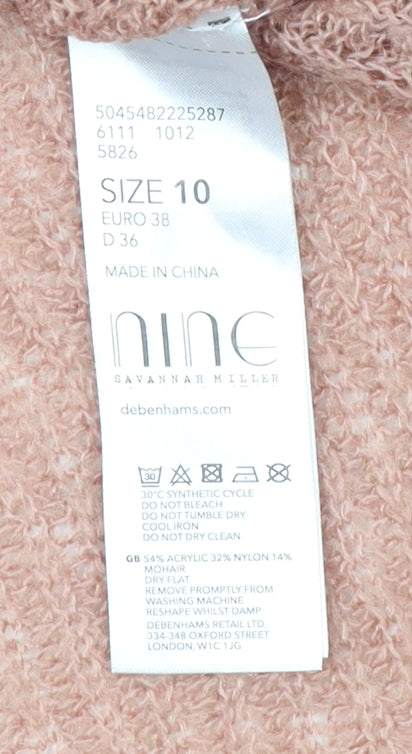 5045482225287
6111 1012
5826
SIZE 10
EURO 38
D 36
MADE IN CHINA
nine
SAVANNAH MILLER
debenhams.com
30
30°C SYNTHETIC CYCLE
DO NOT BLEACH
DO NOT TUMBLE DRY
COOL IRON
DO NOT DRY CLEAN
GB 54% ACRYLIC 32% NYLON 14%
MOHAIR
DRY FLAT
REMOVE PROMPTLY FROM
WASHING MACHINE
RESHAPE WHILST DAMP
DEBENHAMS RETAIL LTD.
334-348 OXFORD STREET
LONDON. W1C 1JG